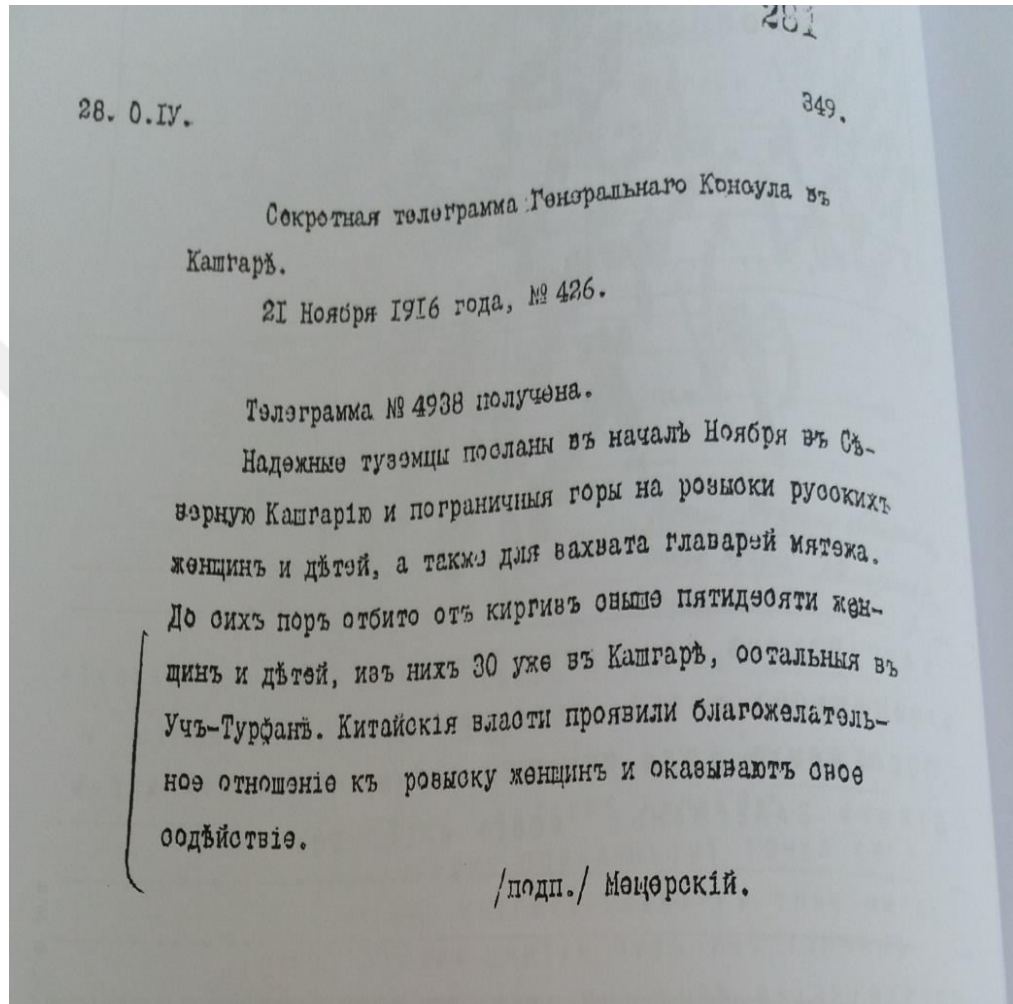 281
28. О.IУ.
349.
Секретная телеграмма Генеральнаго Консула въ
Кашгарѣ.
21 Ноября 1916 года, № 426.
Телеграмма № 4938 получена.
Надежные туземцы посланы въ началѣ Ноября въ Сѣ-
верную Кашгарію и пограничныя горы на розыски русскихъ
женщинъ и дѣтей, а также для захвата главарей мятежа.
До сихъ поръ отбито отъ киргизъ свыше пятидесяти жен-
щинъ и дѣтей, изъ нихъ 30 уже въ Кашгарѣ, остальныя въ
Учъ-Турфанѣ. Китайскія власти проявили благожелатель-
ное отношеніе къ розыску женщинъ и оказываютъ свое
содѣйствіе.
/подп./ Мещерскій.